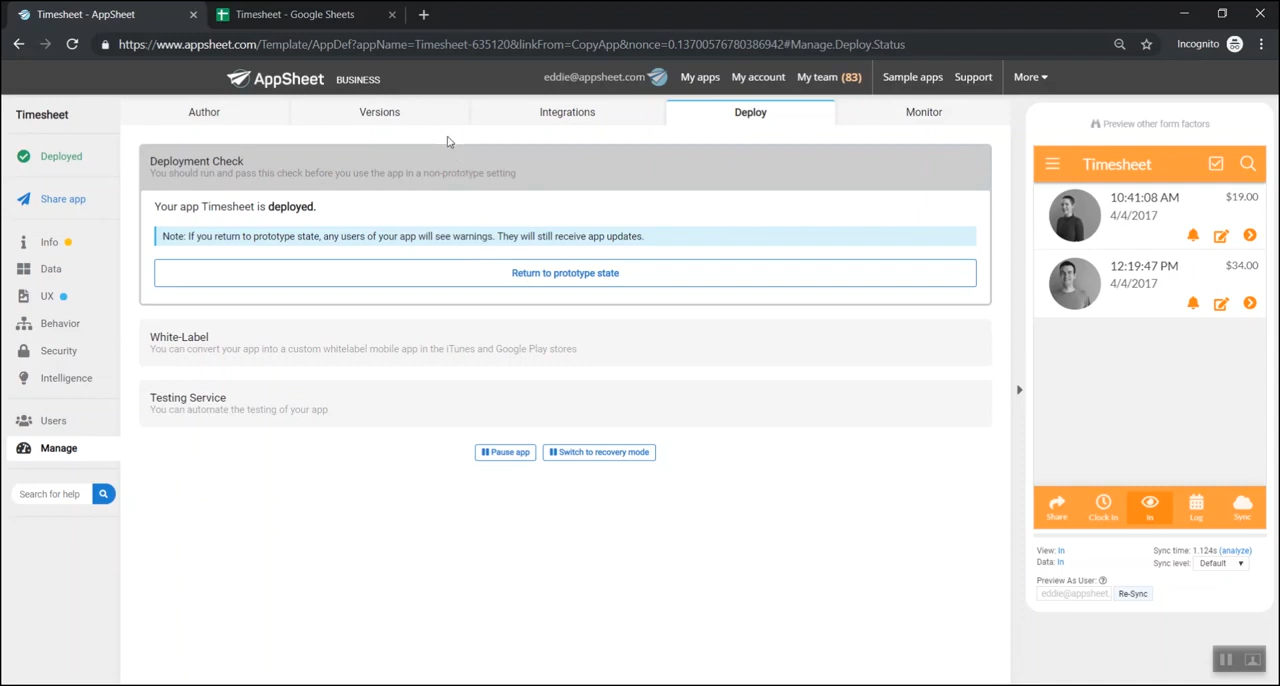 Timesheet - AppSheet
Timesheet - Google Sheets
https://www.appsheet.com/Template/AppDef?appName=Timesheet-635120&linkFrom=CopyApp&nonce=0.13700576780386942#Manage.Deploy.Status
Incognito
AppSheet BUSINESS
eddie@appsheet.com
My apps
My account
My team (83)
Sample apps
Support
More
Timesheet
Deployed
Share app
Info
Data
UX
Behavior
Security
Intelligence
Users
Manage
Search for help
Author
Versions
Integrations
Deploy
Monitor
Deployment Check
You should run and pass this check before you use the app in a non-prototype setting
Your app Timesheet is deployed.
Note: If you return to prototype state, any users of your app will see warnings. They will still receive app updates.
Return to prototype state
White-Label
You can convert your app into a custom whitelabel mobile app in the iTunes and Google Play stores
Testing Service
You can automate the testing of your app
Pause app
Switch to recovery mode
Preview other form factors
Timesheet
10:41:08 AM $19.00
4/4/2017
12:19:47 PM $34.00
4/4/2017
Share
Clock In
In
Log
Sync
View: In
Data: In
Sync time: 1.124s (analyze)
Sync level: Default
Preview As User:
eddie@appsheet.
Re-Sync